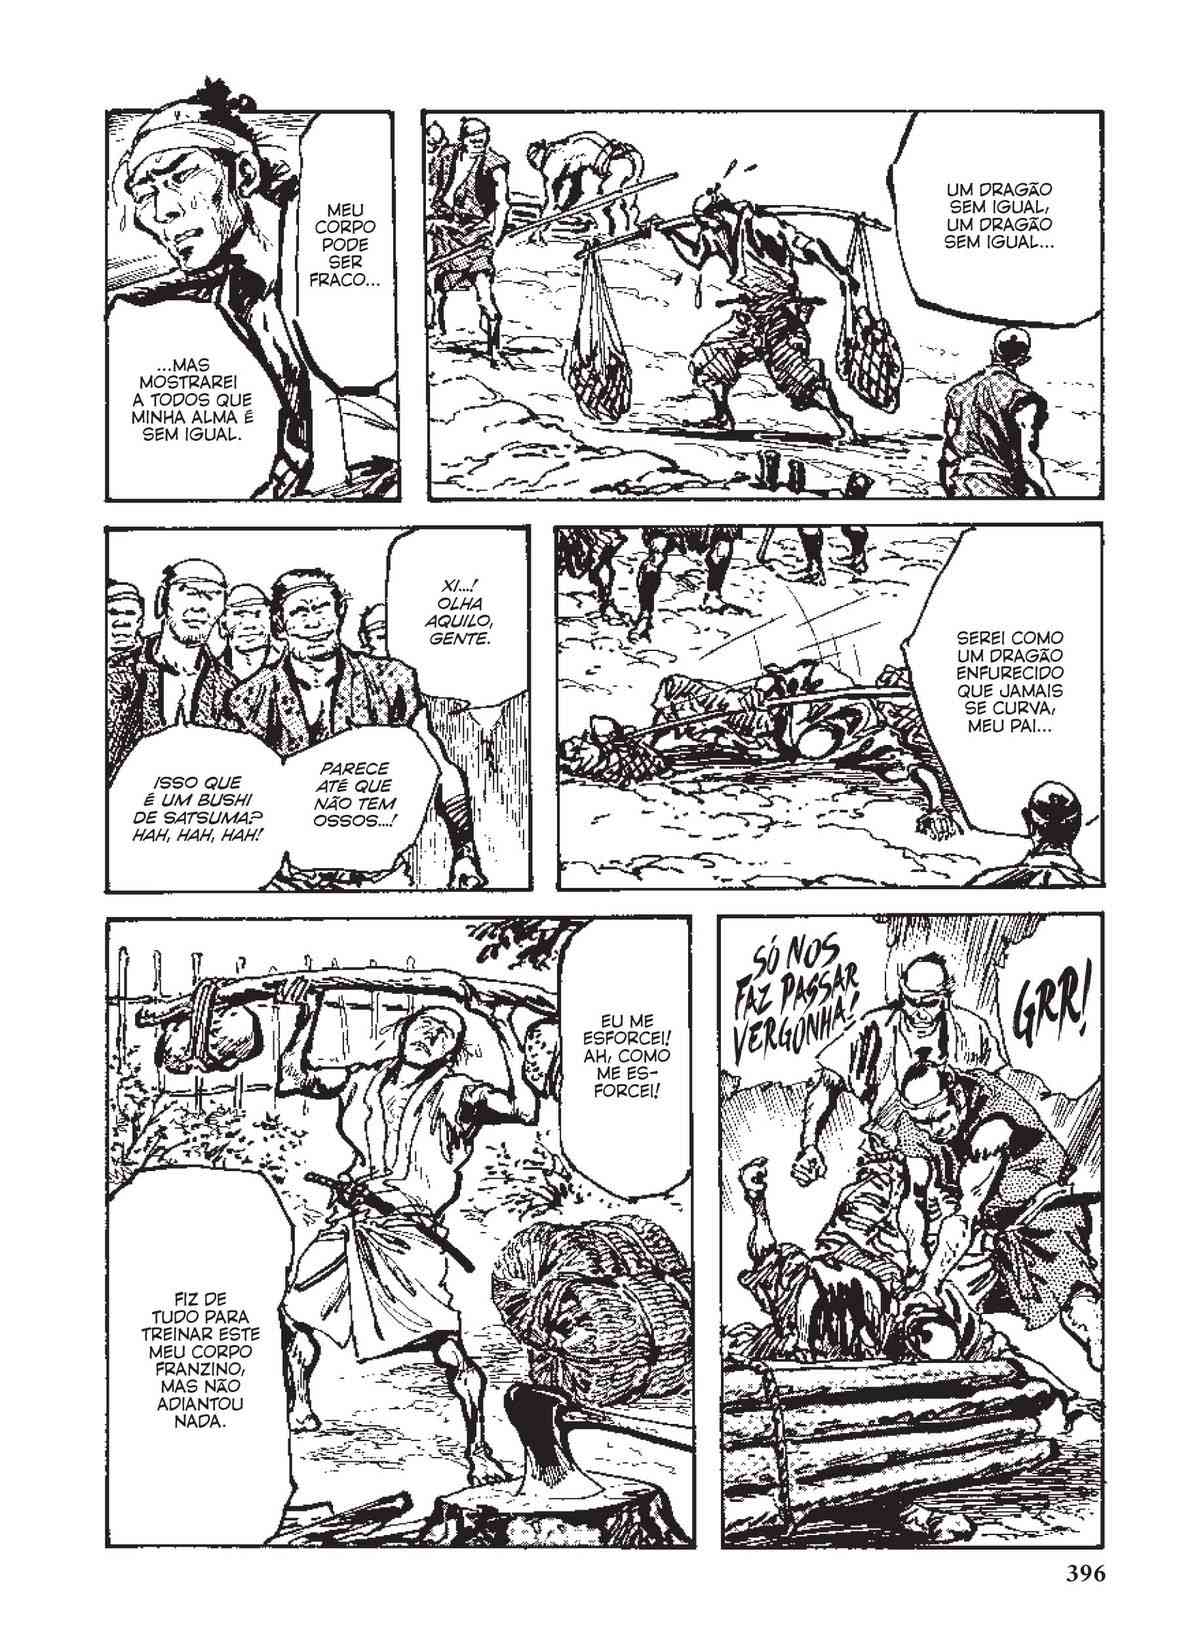 UM DRAGÃO
SEM IGUAL,
UM DRAGÃO
SEM IGUAL...
MEU
CORPO
PODE
SER
FRACO...
...MAS
MOSTRAREI
A TODOS QUE
MINHA ALMA É
SEM IGUAL.
SEREI COMO
UM DRAGÃO
ENFURECIDO
QUE JAMAIS
SE CURVA,
MEU PAI...
XI...!
OLHA
AQUILO,
GENTE.
PARECE
ATÉ QUE
NÃO TEM
OSSOS...!
ISSO QUE
É UM BUSHI
DE SATSUMA?
HAH, HAH, HAH!
GRR!
SÓ NOS
FAZ PASSAR
VERGONHA!
EU ME
ESFORCEI!
AH, COMO
ME ES-
FORCEI!
FIZ DE
TUDO PARA
TREINAR ESTE
MEU CORPO
FRANZINO,
MAS NÃO
ADIANTOU
NADA.
396